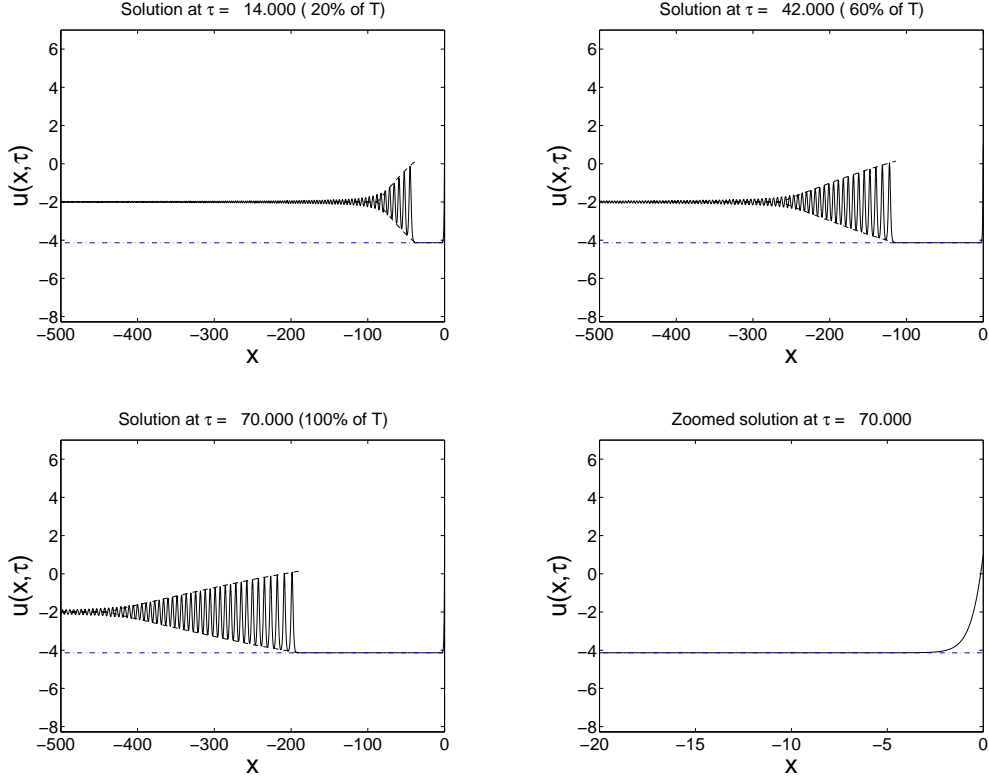 Solution at τ = 14.000 ( 20% of T)
6
4
2
0
−2
−4
−6
−8
u(x,τ)
−500 −400 −300 −200 −100 0
x
Solution at τ = 42.000 ( 60% of T)
6
4
2
0
−2
−4
−6
−8
u(x,τ)
−500 −400 −300 −200 −100 0
x
Solution at τ = 70.000 (100% of T)
6
4
2
0
−2
−4
−6
−8
u(x,τ)
−500 −400 −300 −200 −100 0
x
Zoomed solution at τ = 70.000
6
4
2
0
−2
−4
−6
−8
u(x,τ)
−20 −15 −10 −5 0
x